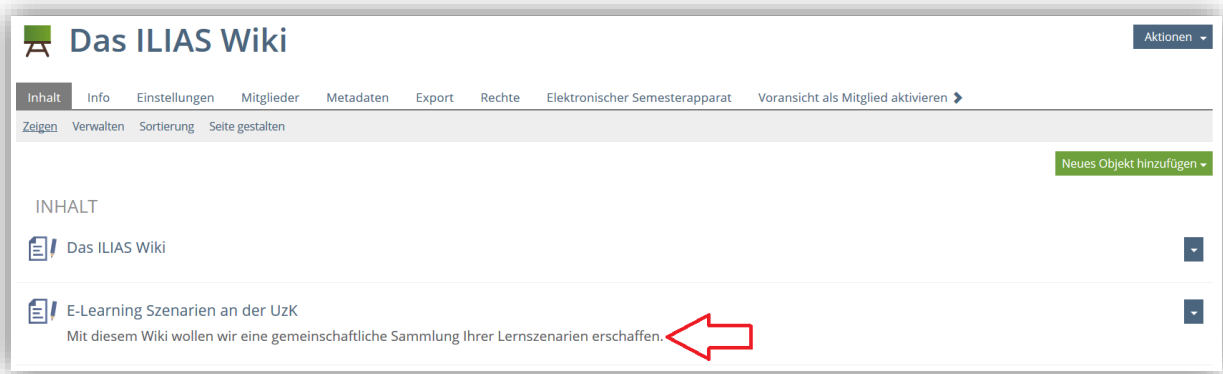 Das ILIAS Wiki
Aktionen
Inhalt Info Einstellungen Mitglieder Metadaten Export Rechte Elektronischer Semesterapparat Voransicht als Mitglied aktivieren
Zeigen Verwalten Sortierung Seite gestalten
Neues Objekt hinzufügen
INHALT
Das ILIAS Wiki
E-Learning Szenarien an der UzK
Mit diesem Wiki wollen wir eine gemeinschaftliche Sammlung Ihrer Lernszenarien erschaffen.